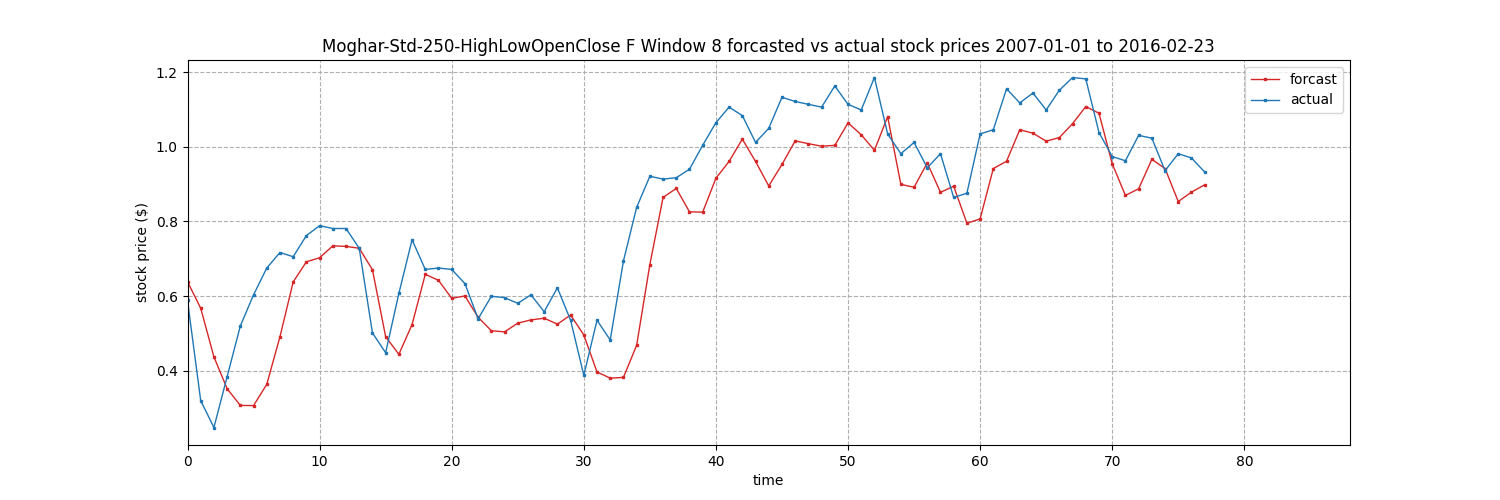 Moghar-Std-250-HighLowOpenClose F Window 8 forcasted vs actual stock prices 2007-01-01 to 2016-02-23
forcast
actual
1.2
1.0
0.8
0.6
0.4
stock price ($)
0 10 20 30 40 50 60 70 80
time